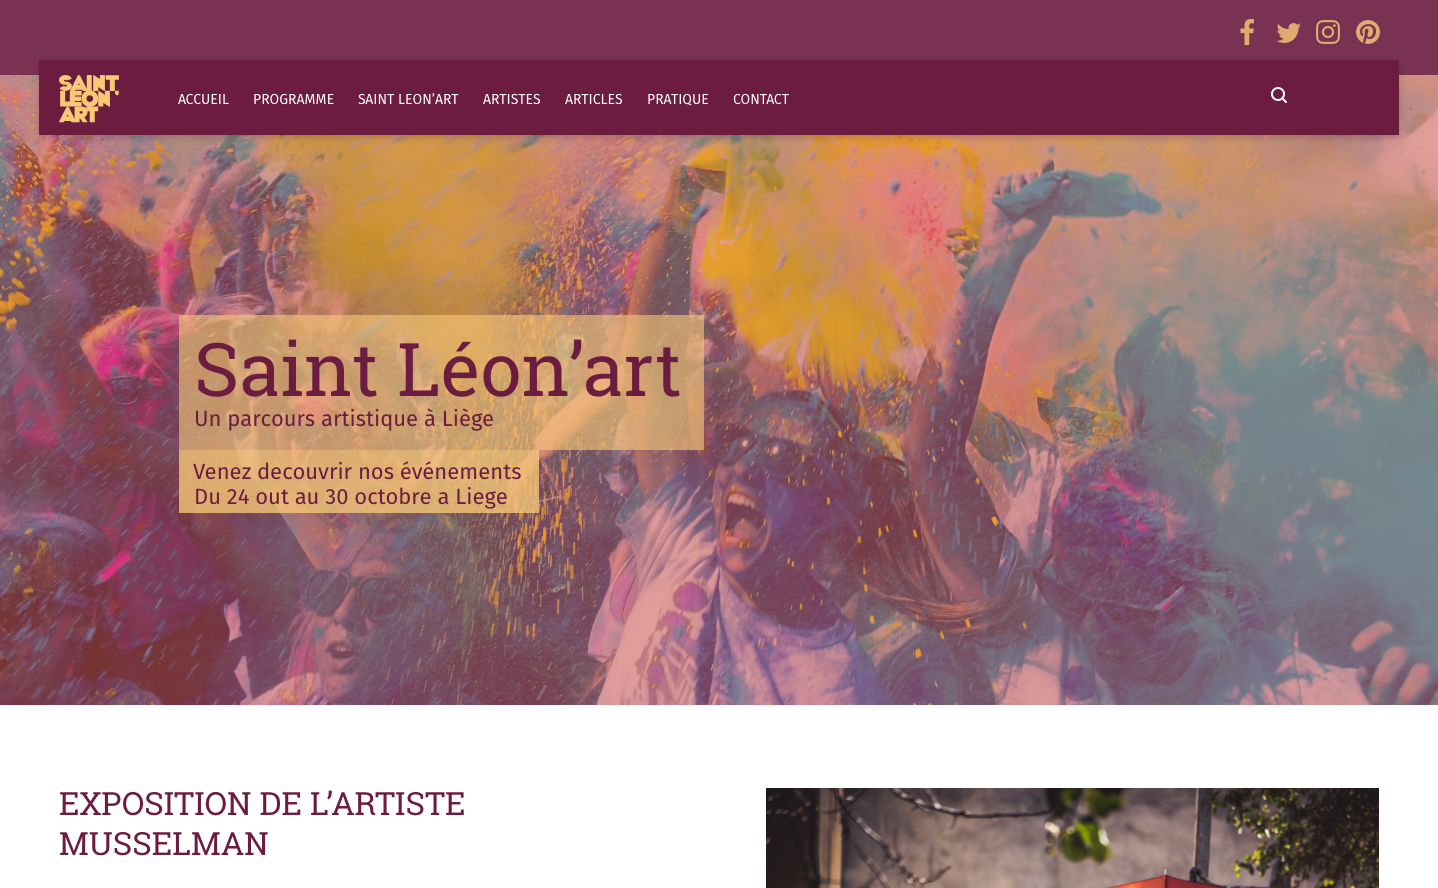 SAINT
LEON
ART
ACCUEIL PROGRAMME SAINT LEON’ART ARTISTES ARTICLES PRATIQUE CONTACT
Saint Léon’art
Un parcours artistique à Liège
Venez decouvrir nos événements
Du 24 out au 30 octobre a Liege
EXPOSITION DE L’ARTISTE
MUSSELMAN